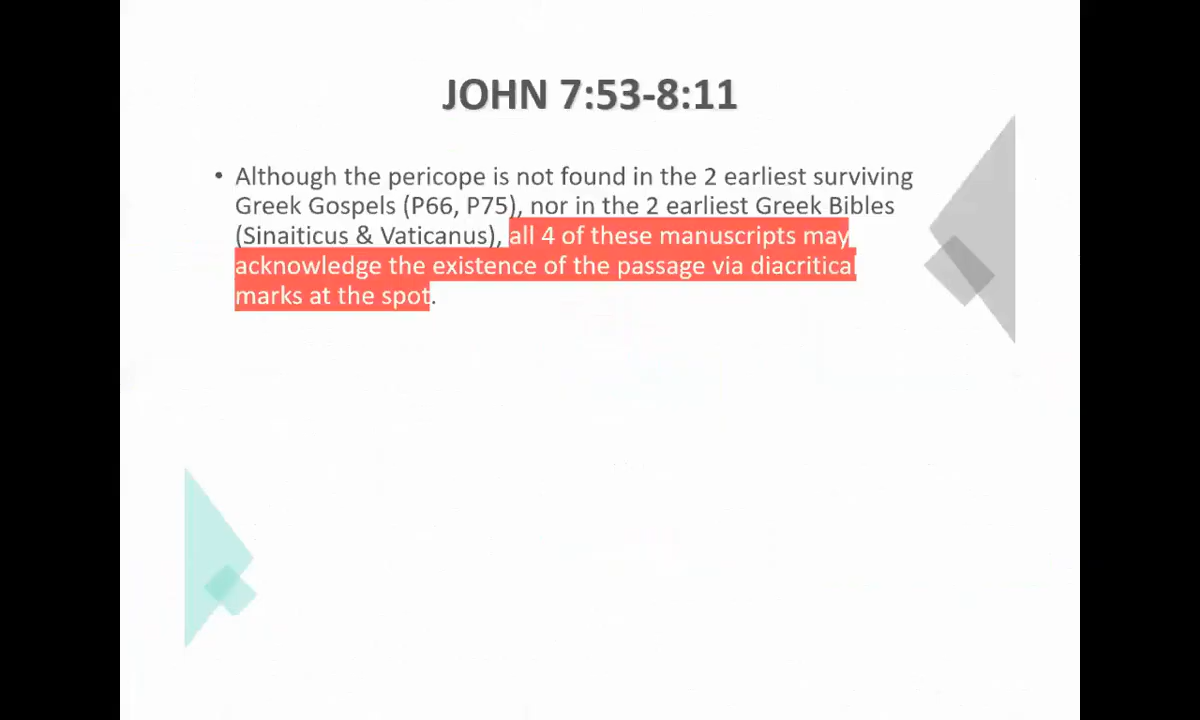 JOHN 7:53-8:11
• Although the pericope is not found in the 2 earliest surviving
Greek Gospels (P66, P75), nor in the 2 earliest Greek Bibles
(Sinaiticus & Vaticanus), all 4 of these manuscripts may
acknowledge the existence of the passage via diacritical
marks at the spot.